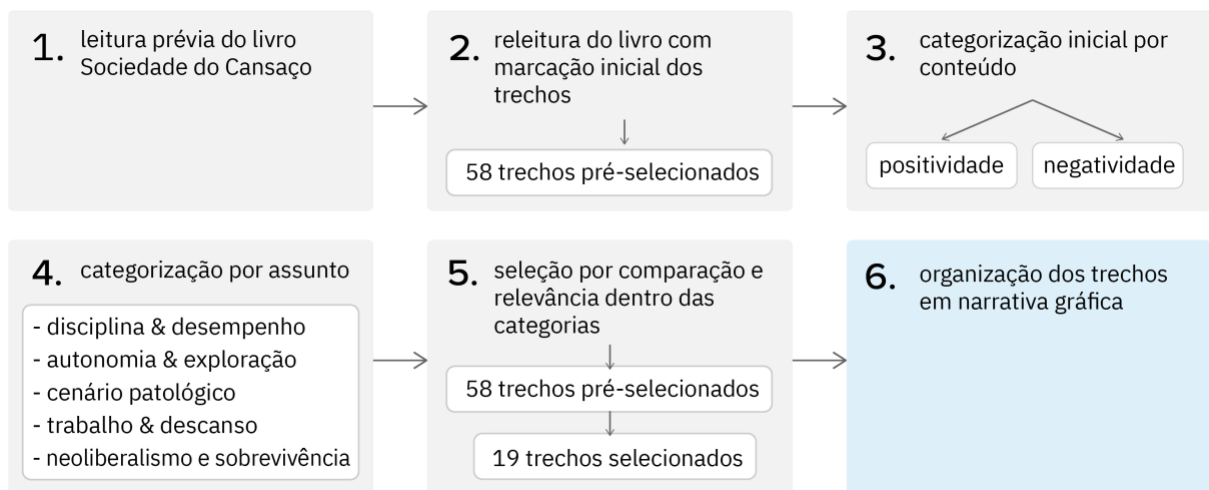 1. leitura prévia do livro
Sociedade do Cansaço
2. releitura do livro com
marcação inicial dos
trechos
58 trechos pré-selecionados
3. categorização inicial por
conteúdo
positividade
negatividade
4. categorização por assunto
- disciplina & desempenho
- autonomia & exploração
- cenário patológico
- trabalho & descanso
- neoliberalismo e sobrevivência
5. seleção por comparação e
relevância dentro das
categorias
58 trechos pré-selecionados
19 trechos selecionados
6. organização dos trechos
em narrativa gráfica